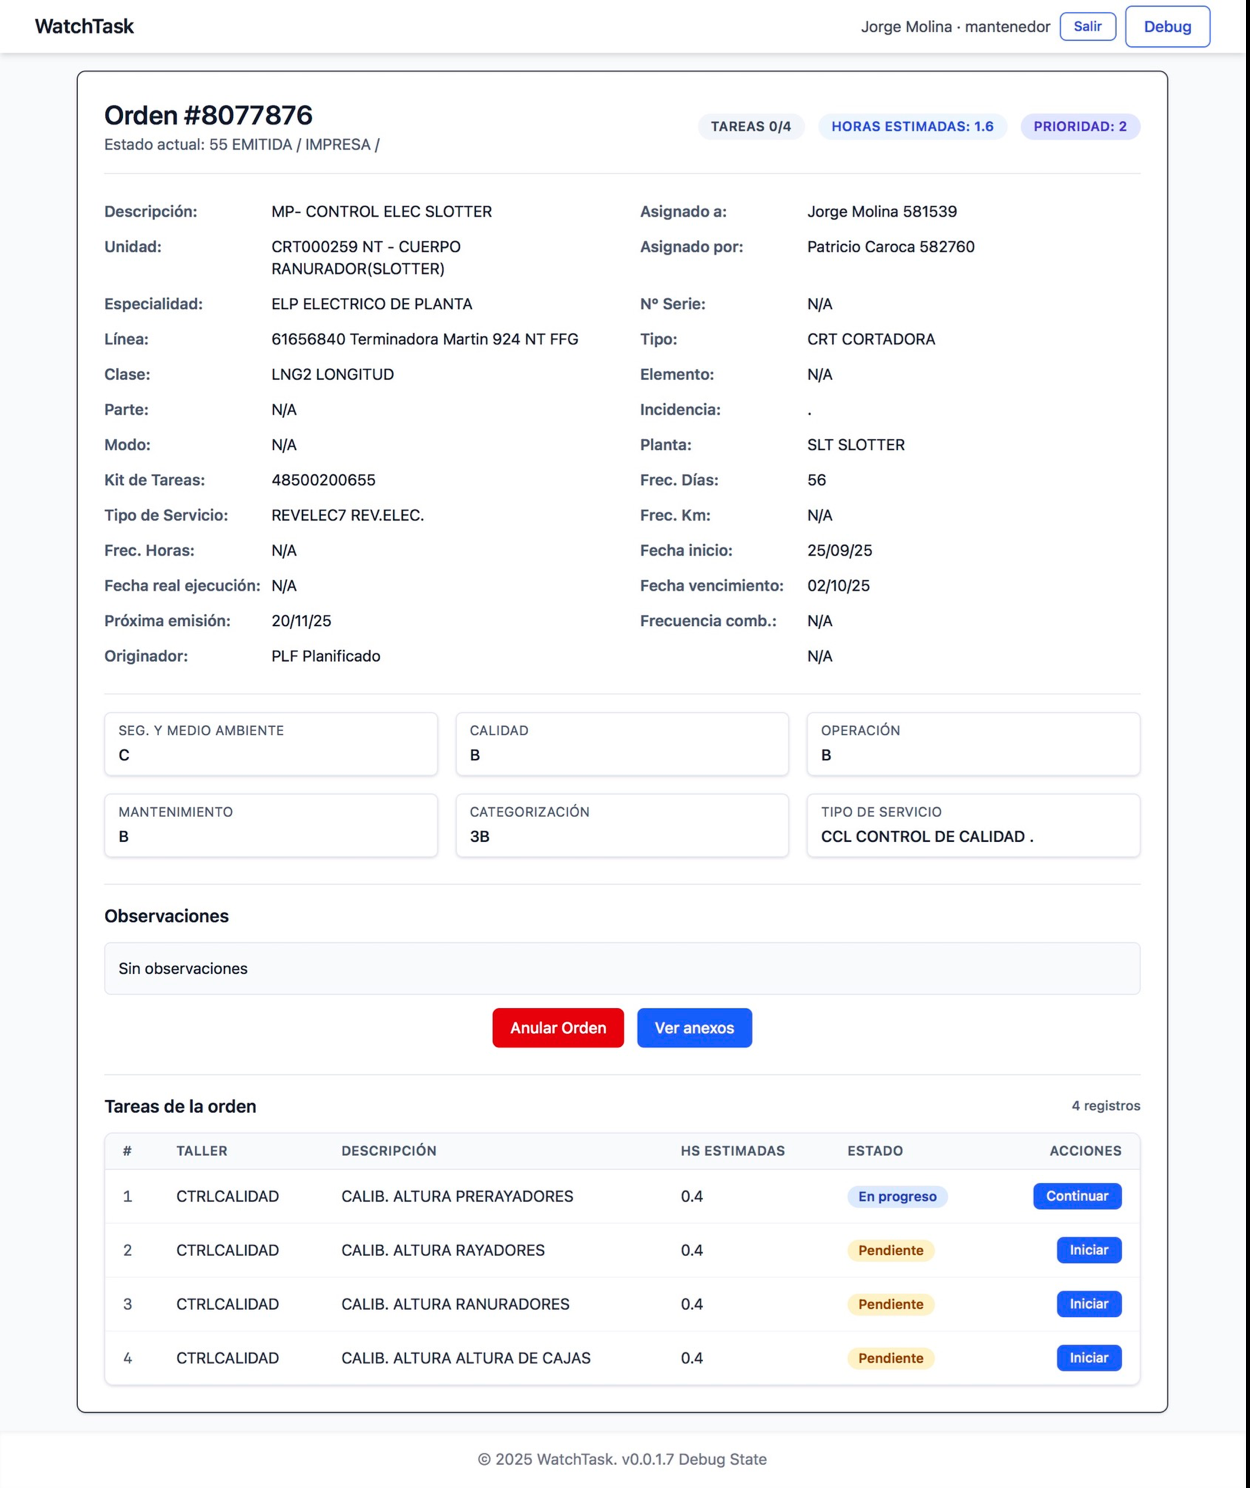 WatchTask
Jorge Molina · mantenedor Salir Debug
Orden #8077876
Estado actual: 55 EMITIDA / IMPRESA /
TAREAS 0/4 HORAS ESTIMADAS: 1.6 PRIORIDAD: 2
Descripción: MP- CONTROL ELEC SLOTTER Asignado a: Jorge Molina 581539
Unidad: CRT000259 NT - CUERPO Asignado por: Patricio Caroca 582760
RANURADOR(SLOTTER)
Especialidad: ELP ELECTRICO DE PLANTA Nº Serie: N/A
Línea: 61656840 Terminadora Martin 924 NT FFG Tipo: CRT CORTADORA
Clase: LNG2 LONGITUD Elemento: N/A
Parte: N/A Incidencia: .
Modo: N/A Planta: SLT SLOTTER
Kit de Tareas: 48500200655 Frec. Días: 56
Tipo de Servicio: REVELEC7 REV.ELEC. Frec. Km: N/A
Frec. Horas: N/A Fecha inicio: 25/09/25
Fecha real ejecución: N/A Fecha vencimiento: 02/10/25
Próxima emisión: 20/11/25 Frecuencia comb.: N/A
Originador: PLF Planificado N/A
SEG. Y MEDIO AMBIENTE CALIDAD OPERACIÓN
C B B
MANTENIMIENTO CATEGORIZACIÓN TIPO DE SERVICIO
B 3B CCL CONTROL DE CALIDAD .
Observaciones
Sin observaciones
Anular Orden Ver anexos
Tareas de la orden 4 registros
# TALLER DESCRIPCIÓN HS ESTIMADAS ESTADO ACCIONES
1 CTRLCALIDAD CALIB. ALTURA PRERAYADORES 0.4 En progreso Continuar
2 CTRLCALIDAD CALIB. ALTURA RAYADORES 0.4 Pendiente Iniciar
3 CTRLCALIDAD CALIB. ALTURA RANURADORES 0.4 Pendiente Iniciar
4 CTRLCALIDAD CALIB. ALTURA ALTURA DE CAJAS 0.4 Pendiente Iniciar
© 2025 WatchTask. v0.0.1.7 Debug State